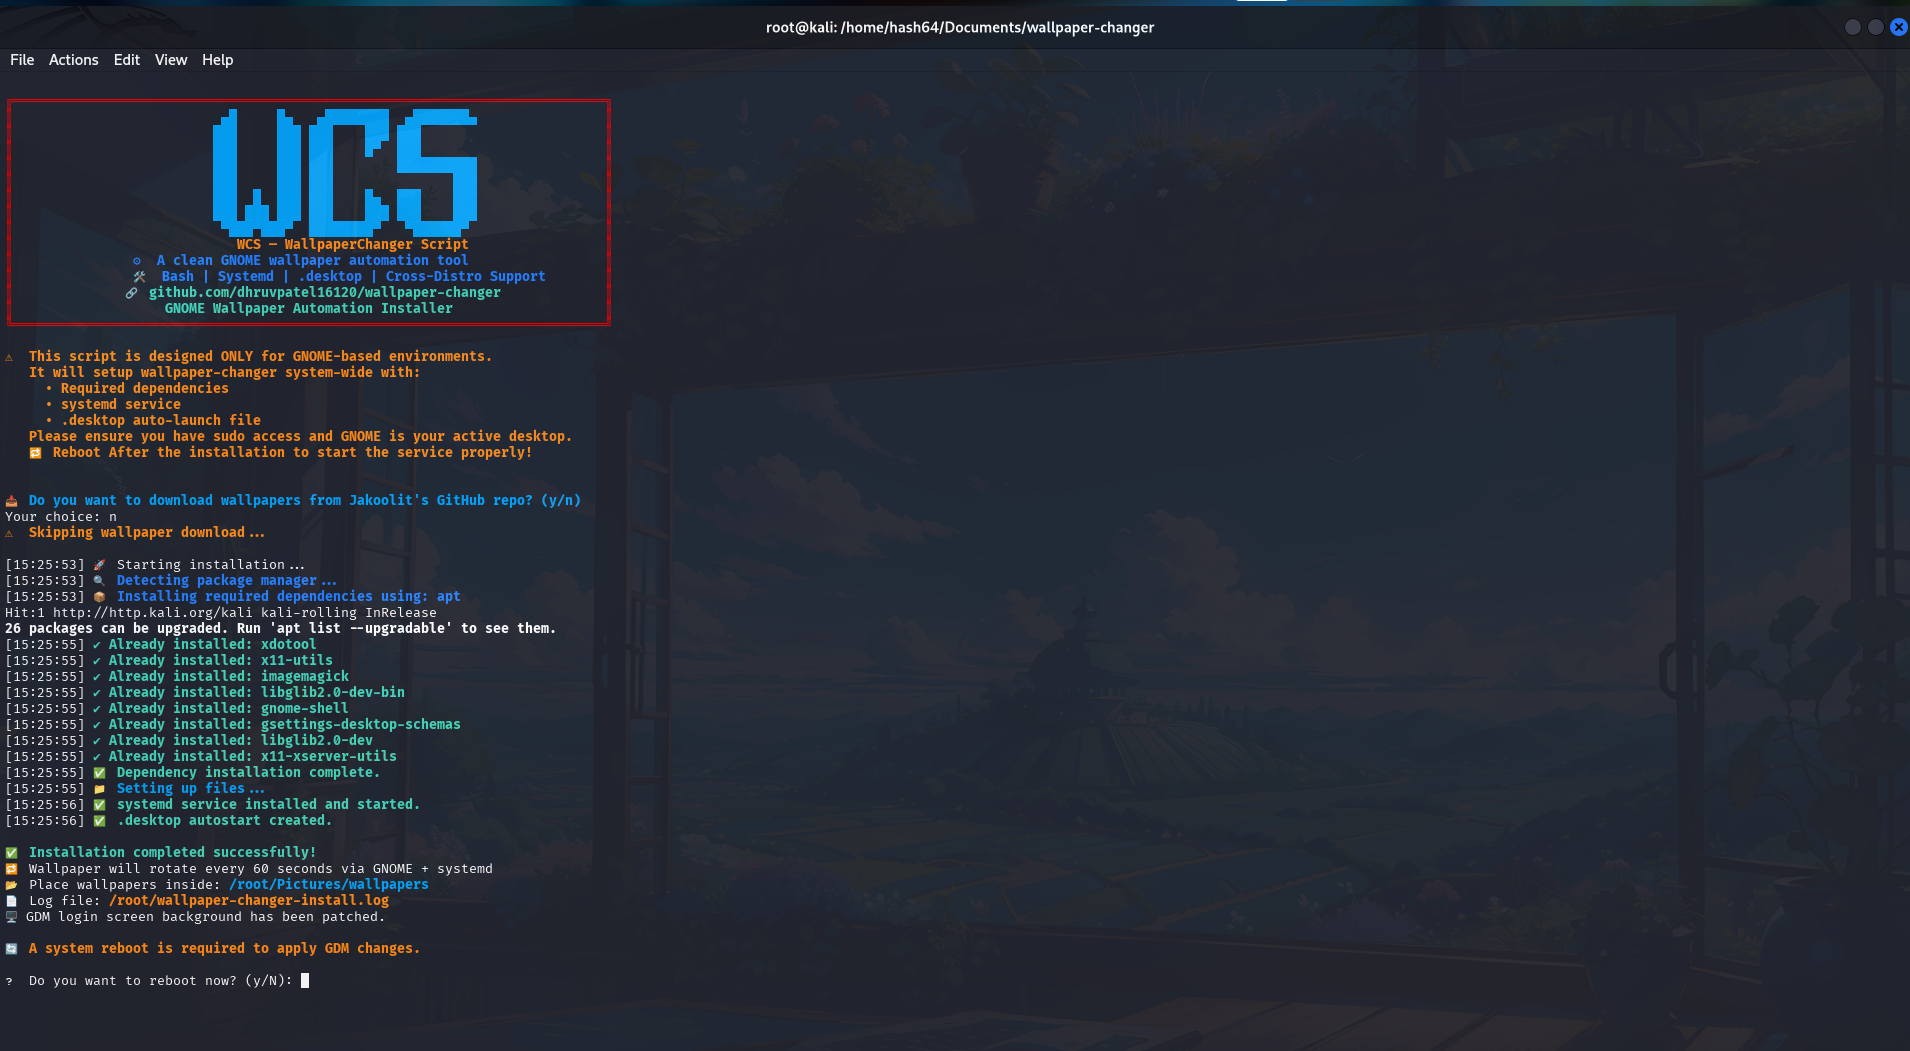 root@kali: /home/hash64/Documents/wallpaper-changer
File Actions Edit View Help
WCS
WCS — WallpaperChanger Script
⚙ A clean GNOME wallpaper automation tool
🛠 Bash | Systemd | .desktop | Cross-Distro Support
🔗 github.com/dhruvpatel16120/wallpaper-changer
GNOME Wallpaper Automation Installer
⚠ This script is designed ONLY for GNOME-based environments.
It will setup wallpaper-changer system-wide with:
• Required dependencies
• systemd service
• .desktop auto-launch file
Please ensure you have sudo access and GNOME is your active desktop.
🔁 Reboot After the installation to start the service properly!
📥 Do you want to download wallpapers from Jakoolit's GitHub repo? (y/n)
Your choice: n
⚠ Skipping wallpaper download...
[15:25:53] 🚀 Starting installation...
[15:25:53] 🔍 Detecting package manager...
[15:25:53] 📦 Installing required dependencies using: apt
Hit:1 http://http.kali.org/kali kali-rolling InRelease
26 packages can be upgraded. Run 'apt list --upgradable' to see them.
[15:25:55] ✔ Already installed: xdotool
[15:25:55] ✔ Already installed: x11-utils
[15:25:55] ✔ Already installed: imagemagick
[15:25:55] ✔ Already installed: libglib2.0-dev-bin
[15:25:55] ✔ Already installed: gnome-shell
[15:25:55] ✔ Already installed: gsettings-desktop-schemas
[15:25:55] ✔ Already installed: libglib2.0-dev
[15:25:55] ✔ Already installed: x11-xserver-utils
[15:25:55] ✅ Dependency installation complete.
[15:25:55] 📁 Setting up files...
[15:25:56] ✅ systemd service installed and started.
[15:25:56] ✅ .desktop autostart created.
✅ Installation completed successfully!
🔁 Wallpaper will rotate every 60 seconds via GNOME + systemd
📂 Place wallpapers inside: /root/Pictures/wallpapers
📄 Log file: /root/wallpaper-changer-install.log
🖥 GDM login screen background has been patched.
🔄 A system reboot is required to apply GDM changes.
? Do you want to reboot now? (y/N):